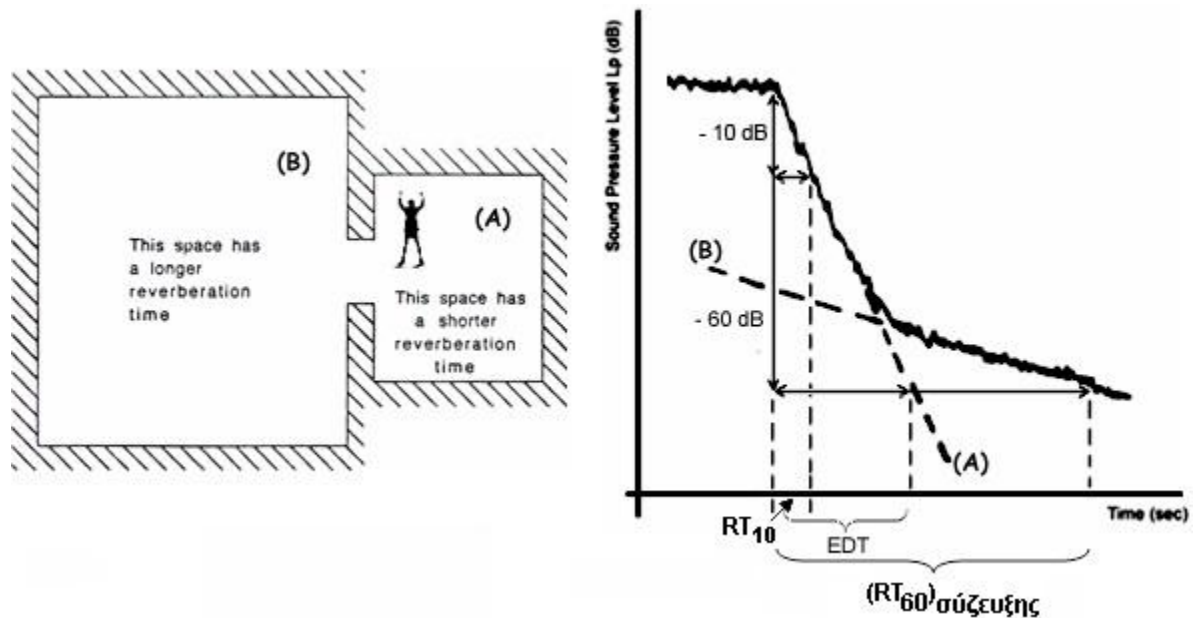 (B)
This space has
a longer
reverberation
time
(A)
This space has
a shorter
reverberation
time
Sound Pressure Level Lp (dB)
- 10 dB
(B)
- 60 dB
(A)
Time (sec)
RT10
EDT
(RT60)σύζευξης